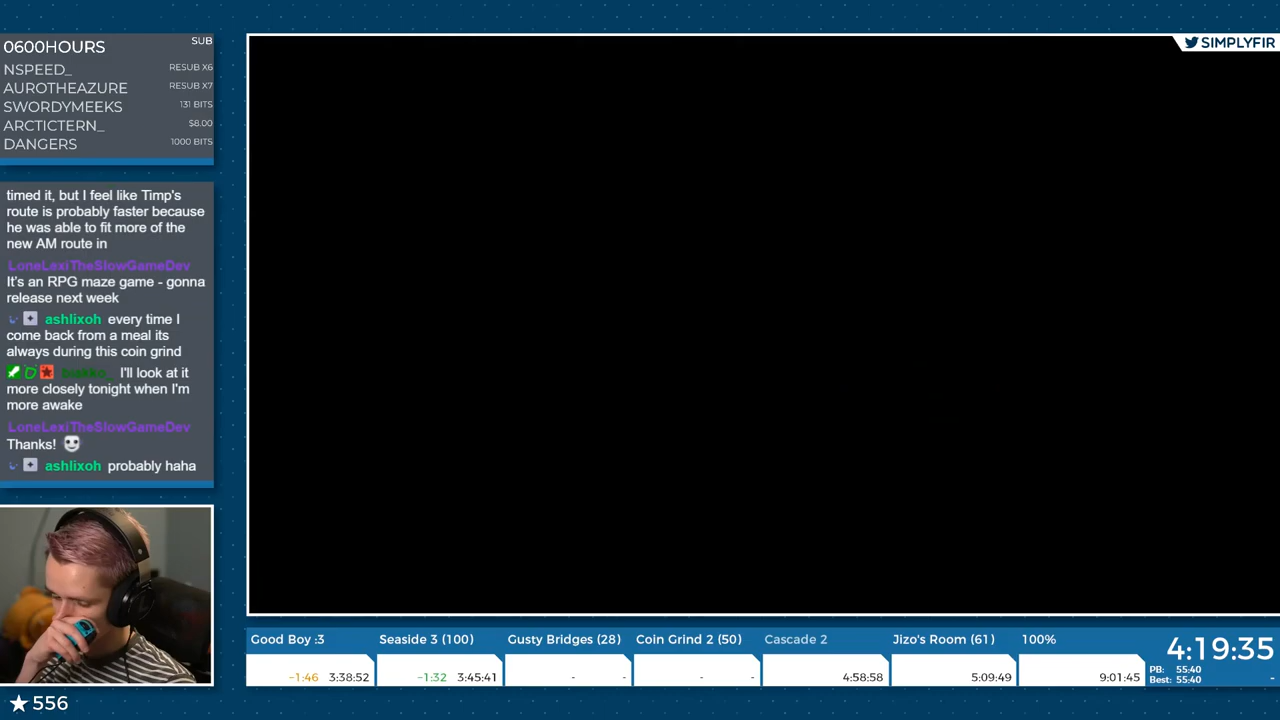 0600HOURS SUB
NSPEED_ RESUB X6
AUROTHEAZURE RESUB X7
SWORDYMEEKS 131 BITS
ARCTICTERN_ $8.00
DANGERS 1000 BITS
SIMPLYFIR
timed it, but I feel like Timp's
route is probably faster because
he was able to fit more of the
new AM route in
LoneLexiTheSlowGameDev
It's an RPG maze game - gonna
release next week
ashlixoh every time I
come back from a meal its
always during this coin grind
I'll look at it
more closely tonight when I'm
more awake
LoneLexiTheSlowGameDev
Thanks!
ashlixoh probably haha
Good Boy :3 Seaside 3 (100) Gusty Bridges (28) Coin Grind 2 (50) Cascade 2 Jizo's Room (61) 100%
−1:46 3:38:52 −1:32 3:45:41 - - - - 4:58:58 5:09:49 9:01:45
4:19:35
PB: 55:40
Best: 55:40 -
★ 556